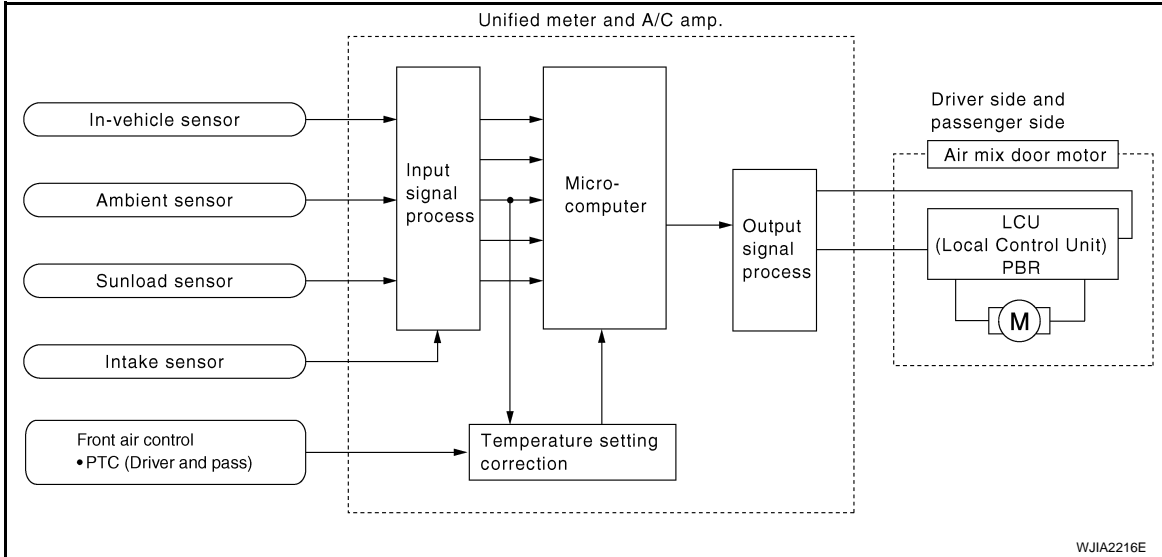 Unified meter and A/C amp.
In-vehicle sensor
Ambient sensor
Sunload sensor
Intake sensor
Front air control
•PTC (Driver and pass)
Input
signal
process
Micro-
computer
Temperature setting
correction
Output
signal
process
Driver side and
passenger side
Air mix door motor
LCU
(Local Control Unit)
PBR
M
WJIA2216E